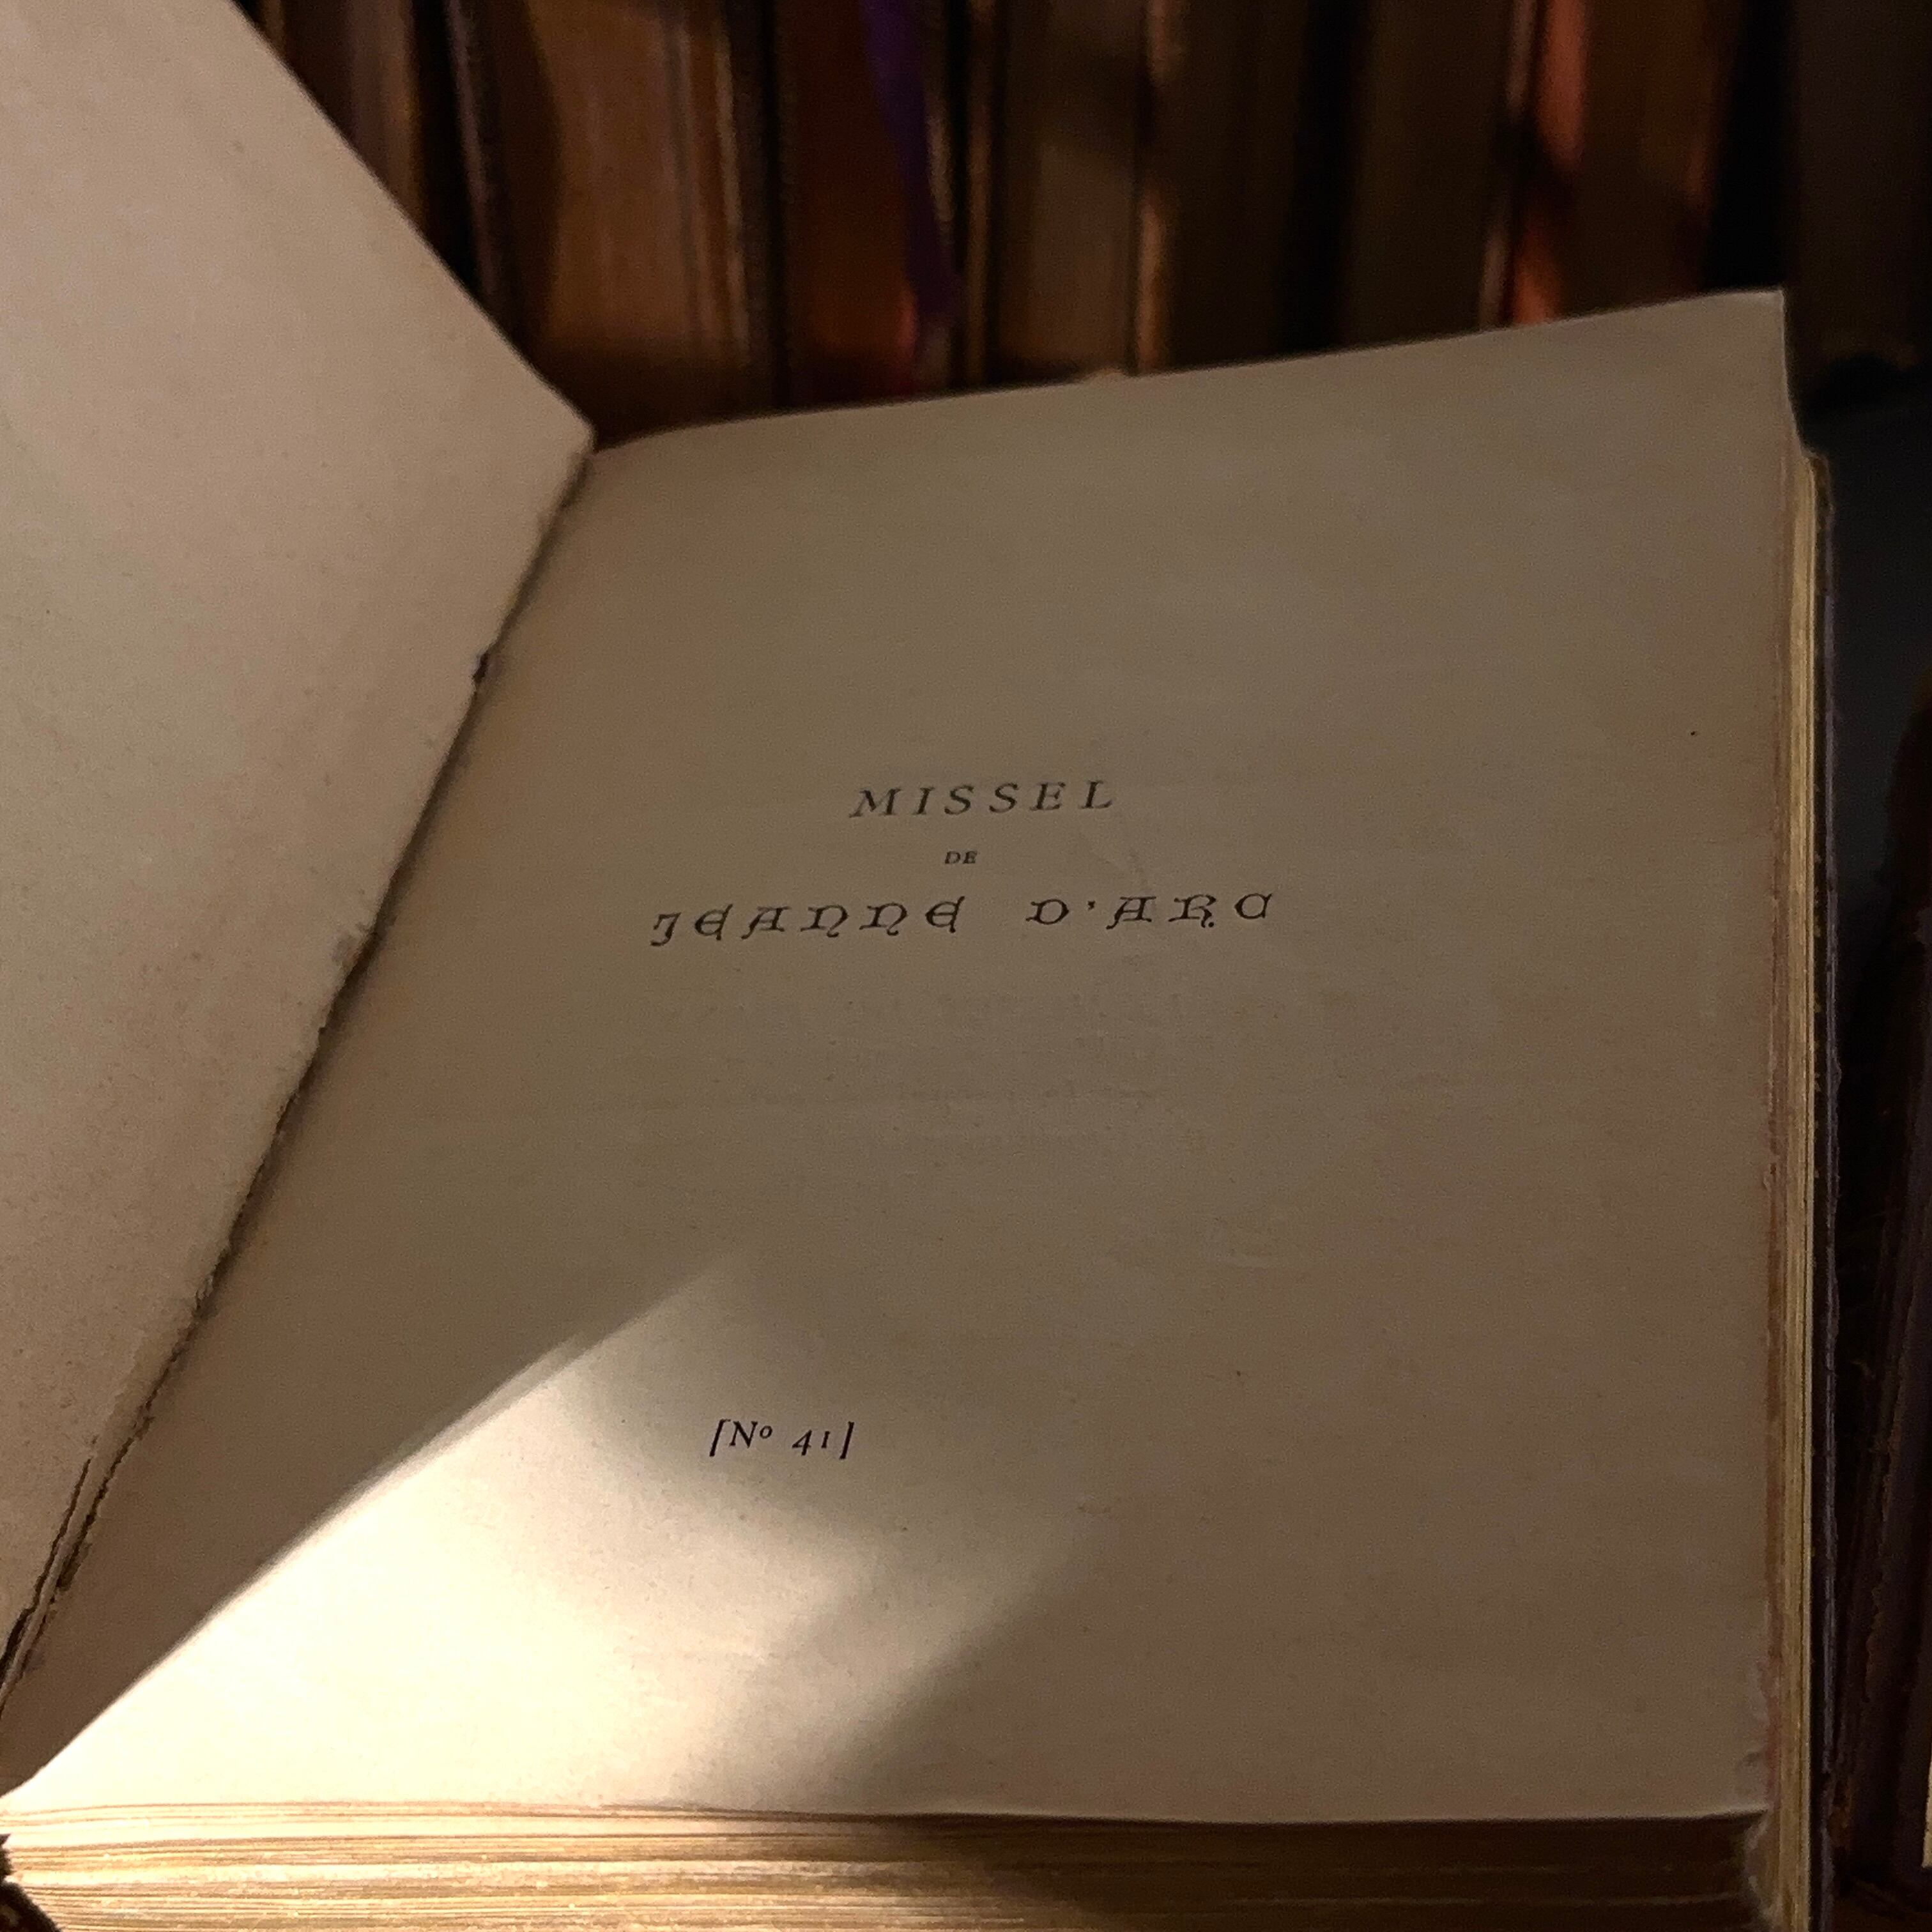 MISSEL
DE
JEANNE D'ARC
[Nº 41]